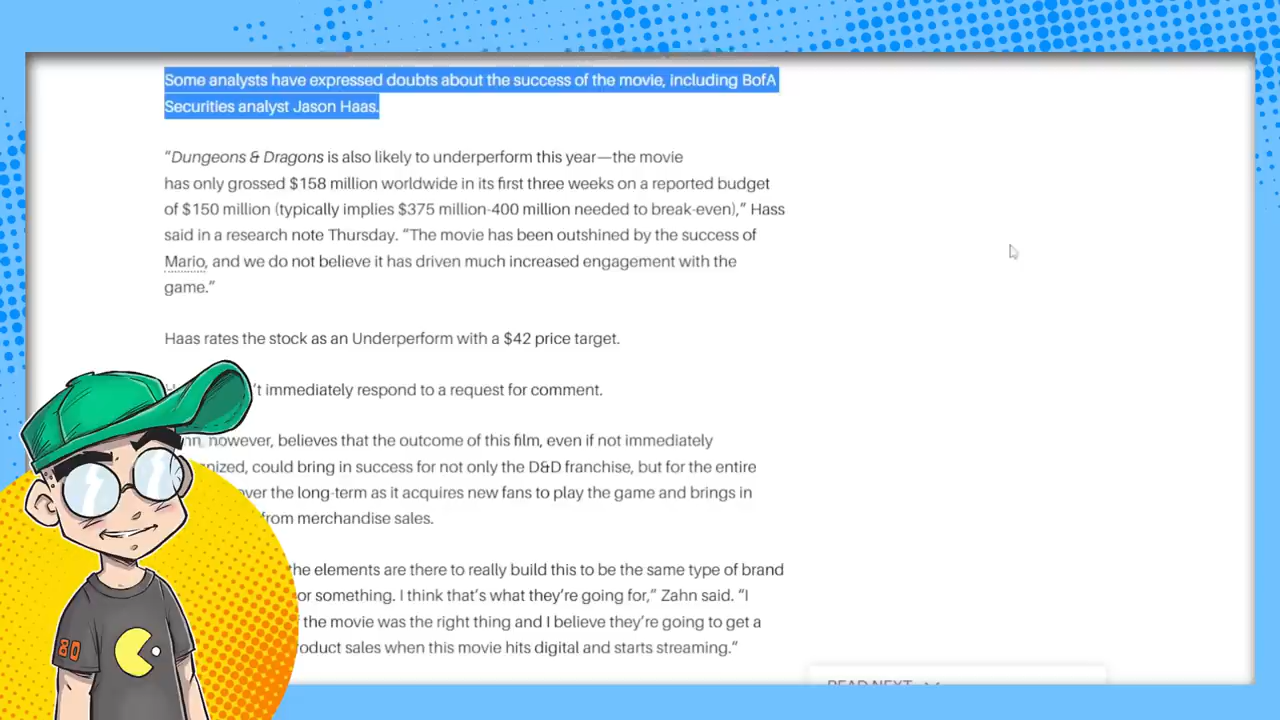 Some analysts have expressed doubts about the success of the movie, including BofA
Securities analyst Jason Haas.
“Dungeons & Dragons is also likely to underperform this year—the movie
has only grossed $158 million worldwide in its first three weeks on a reported budget
of $150 million (typically implies $375 million-400 million needed to break-even),” Hass
said in a research note Thursday. “The movie has been outshined by the success of
Mario, and we do not believe it has driven much increased engagement with the
game.”
Haas rates the stock as an Underperform with a $42 price target.
't immediately respond to a request for comment.
however, believes that the outcome of this film, even if not immediately
could bring in success for not only the D&D franchise, but for the entire
over the long-term as it acquires new fans to play the game and brings in
from merchandise sales.
the elements are there to really build this to be the same type of brand
or something. I think that’s what they’re going for,” Zahn said. “I
the movie was the right thing and I believe they’re going to get a
product sales when this movie hits digital and starts streaming.”
READ NEXT
80